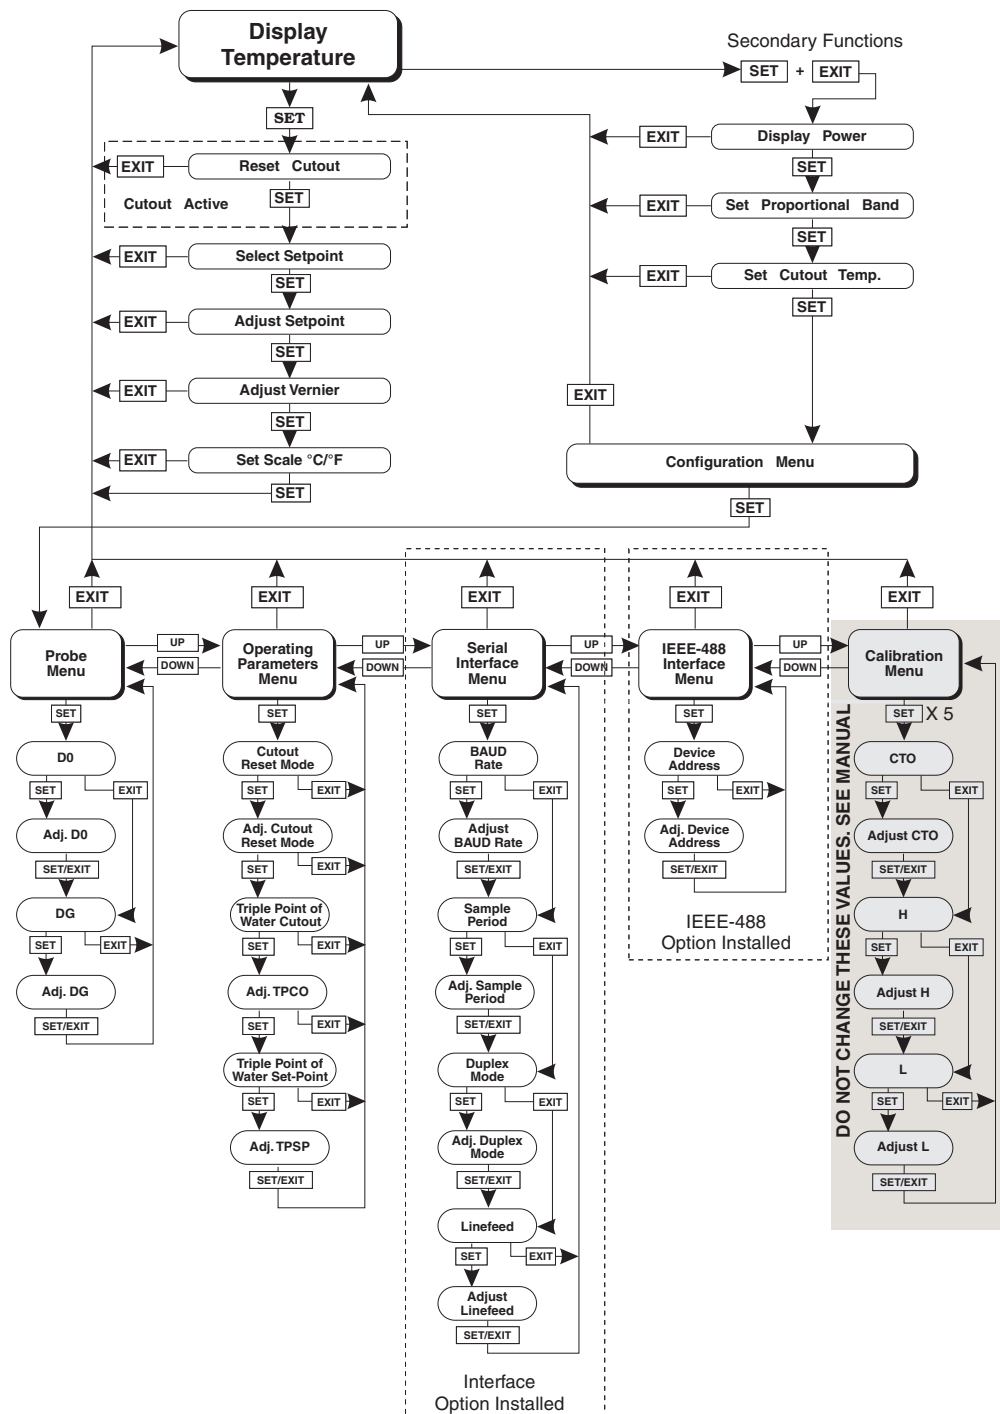 Display
Temperature
Secondary Functions
SET + EXIT
SET
EXIT
Display Power
EXIT
Reset Cutout
SET
Cutout Active
SET
EXIT
Set Proportional Band
SET
EXIT
Select Setpoint
SET
EXIT
Set Cutout Temp.
SET
EXIT
Adjust Setpoint
SET
EXIT
Adjust Vernier
SET
EXIT
EXIT
Set Scale °C/°F
SET
Configuration Menu
SET
EXIT
EXIT
EXIT
EXIT
EXIT
Probe
Menu
UP
DOWN
Operating
Parameters
Menu
UP
DOWN
Serial
Interface
Menu
UP
DOWN
IEEE-488
Interface
Menu
UP
DOWN
Calibration
Menu
SET
D0
SET
EXIT
Adj. D0
SET/EXIT
DG
SET
EXIT
Adj. DG
SET/EXIT
SET
Cutout
Reset Mode
SET
EXIT
Adj. Cutout
Reset Mode
SET
EXIT
Triple Point of
Water Cutout
SET
EXIT
Adj. TPCO
SET
EXIT
Triple Point of
Water Set-Point
SET
EXIT
Adj. TPSP
SET/EXIT
SET
BAUD
Rate
SET
EXIT
Adjust
BAUD Rate
SET/EXIT
Sample
Period
SET
EXIT
Adj. Sample
Period
SET/EXIT
Duplex
Mode
SET
EXIT
Adj. Duplex
Mode
SET/EXIT
Linefeed
SET
EXIT
Adjust
Linefeed
SET/EXIT
Interface
Option Installed
SET
Device
Address
SET
EXIT
Adj. Device
Address
SET/EXIT
IEEE-488
Option Installed
DO NOT CHANGE THESE VALUES. SEE MANUAL
SET X 5
CTO
SET
EXIT
Adjust CTO
SET/EXIT
H
SET
EXIT
Adjust H
SET/EXIT
L
SET
EXIT
Adjust L
SET/EXIT